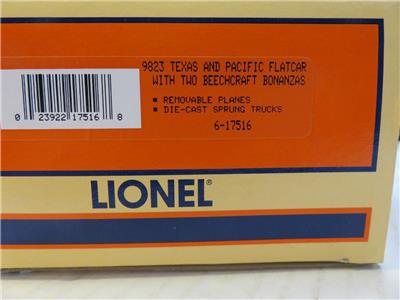 9823 TEXAS AND PACIFIC FLATCAR
WITH TWO BEECHCRAFT BONANZAS
• REMOVABLE PLANES
• DIE-CAST SPRUNG TRUCKS
6-17516
0 23922 17516 8
LIONEL®